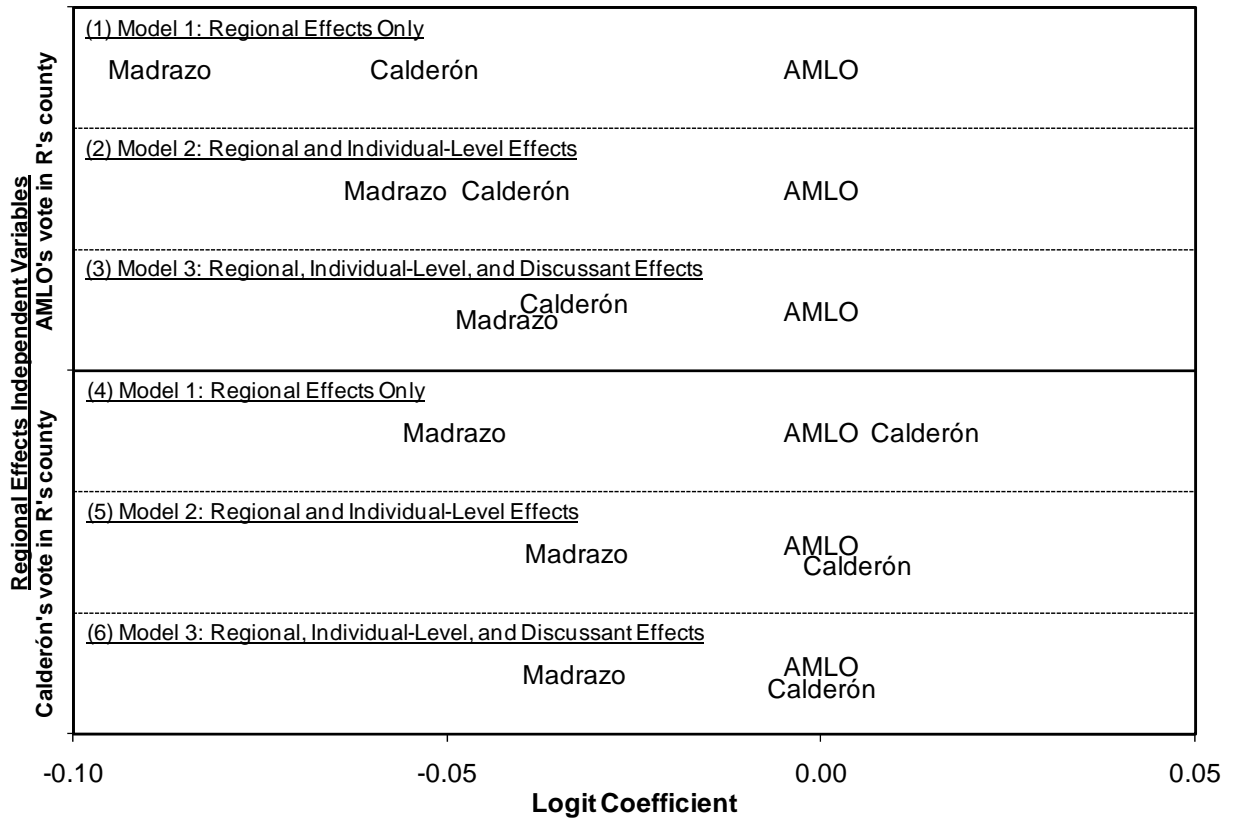 Regional Effects Independent Variables
AMLO's vote in R's county
Calderón's vote in R's county
(1) Model 1: Regional Effects Only
Madrazo Calderón AMLO
(2) Model 2: Regional and Individual-Level Effects
Madrazo Calderón AMLO
(3) Model 3: Regional, Individual-Level, and Discussant Effects
Calderón
Madrazo AMLO
(4) Model 1: Regional Effects Only
Madrazo AMLO Calderón
(5) Model 2: Regional and Individual-Level Effects
Madrazo AMLO
Calderón
(6) Model 3: Regional, Individual-Level, and Discussant Effects
Madrazo AMLO
Calderón
-0.10 -0.05 0.00 0.05
Logit Coefficient